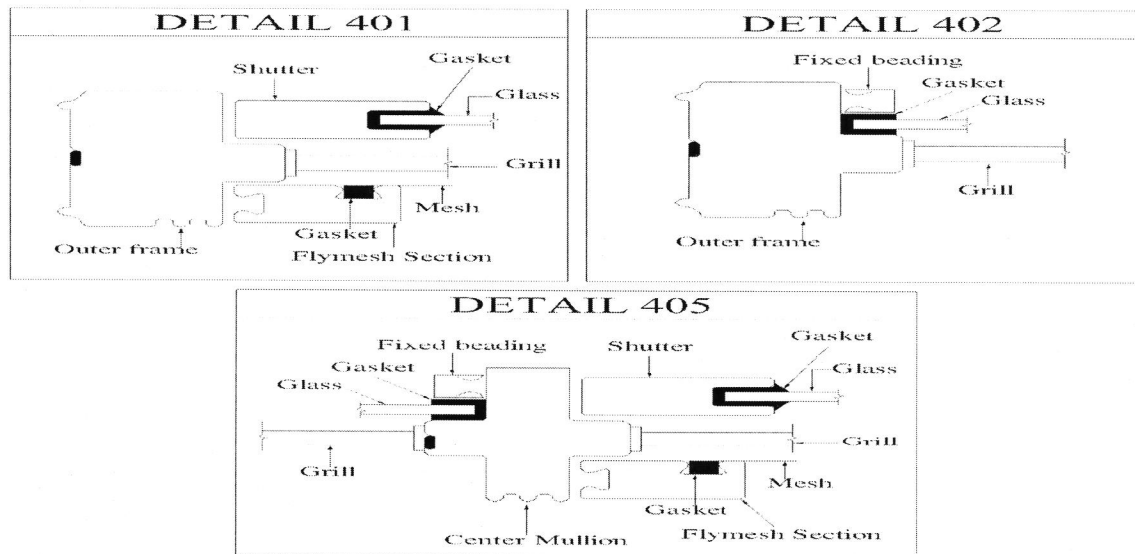 DETAIL 401
Gasket
Shutter
Glass
Grill
Mesh
Gasket
Outer frame
Flymesh Section
DETAIL 402
Fixed beading
Gasket
Glass
Grill
Outer frame
DETAIL 405
Fixed beading
Shutter
Gasket
Gasket
Glass
Glass
Grill
Grill
Mesh
Gasket
Flymesh Section
Center Mullion